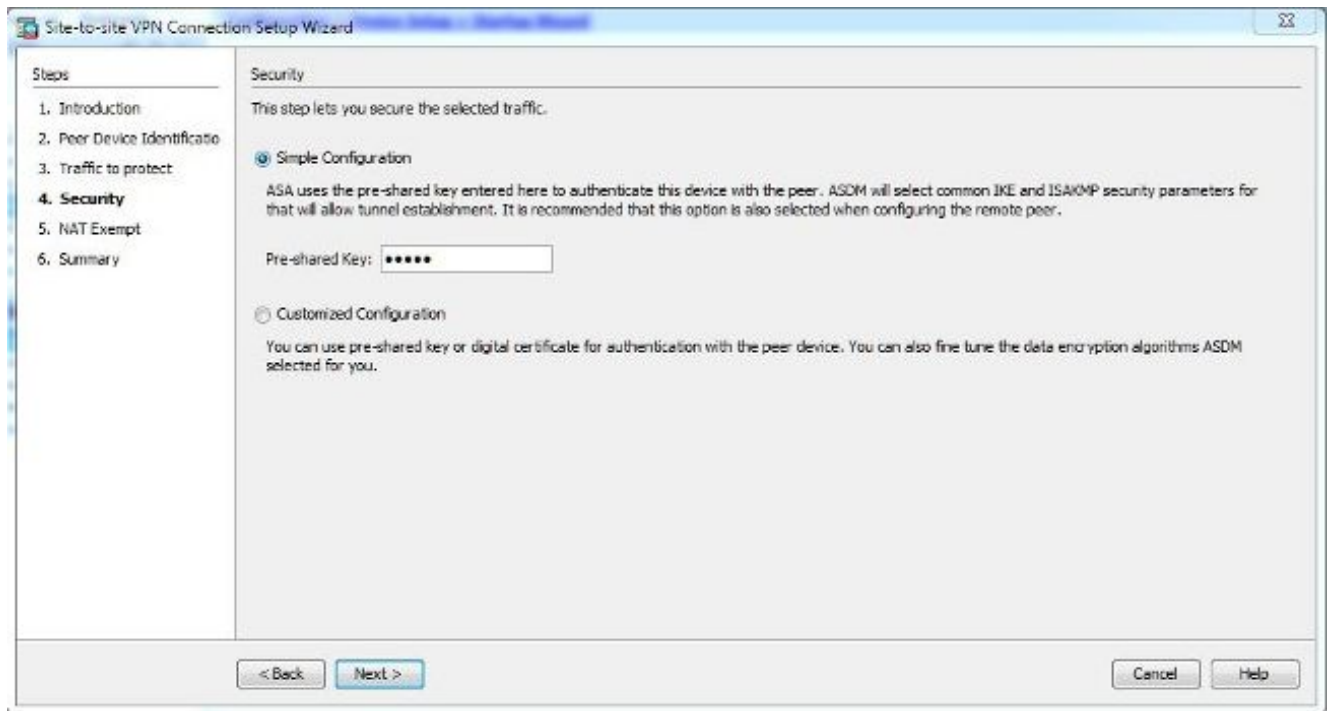 Site-to-site VPN Connection Setup Wizard
Steps
1. Introduction
2. Peer Device Identificatio
3. Traffic to protect
4. Security
5. NAT Exempt
6. Summary
Security
This step lets you secure the selected traffic.
Simple Configuration
ASA uses the pre-shared key entered here to authenticate this device with the peer. ASDM will select common IKE and ISAKMP security parameters for
that will allow tunnel establishment. It is recommended that this option is also selected when configuring the remote peer.
Pre-shared Key: •••••
Customized Configuration
You can use pre-shared key or digital certificate for authentication with the peer device. You can also fine tune the data encryption algorithms ASDM
selected for you.
< Back Next > Cancel Help